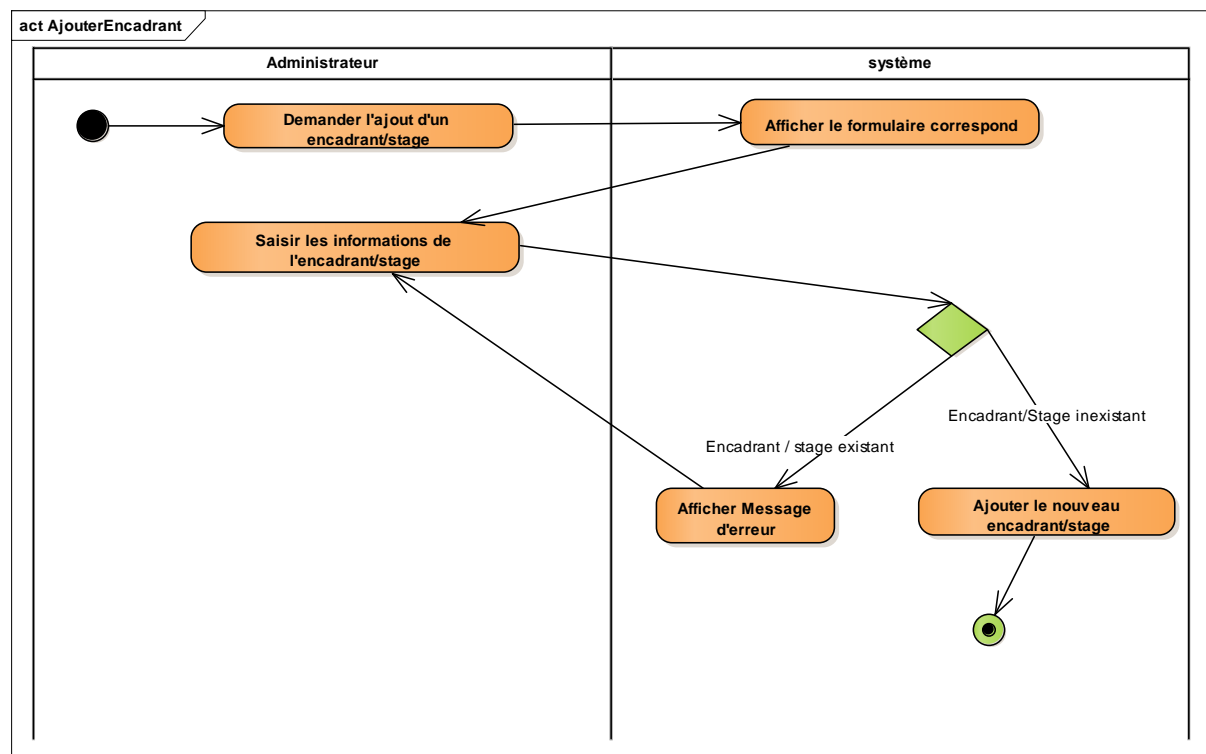 act AjouterEncadrant
Administrateur
système
Demander l'ajout d'un
encadrant/stage
Afficher le formulaire correspond
Saisir les informations de
l'encadrant/stage
Encadrant/Stage inexistant
Encadrant / stage existant
Afficher Message
d'erreur
Ajouter le nouveau
encadrant/stage